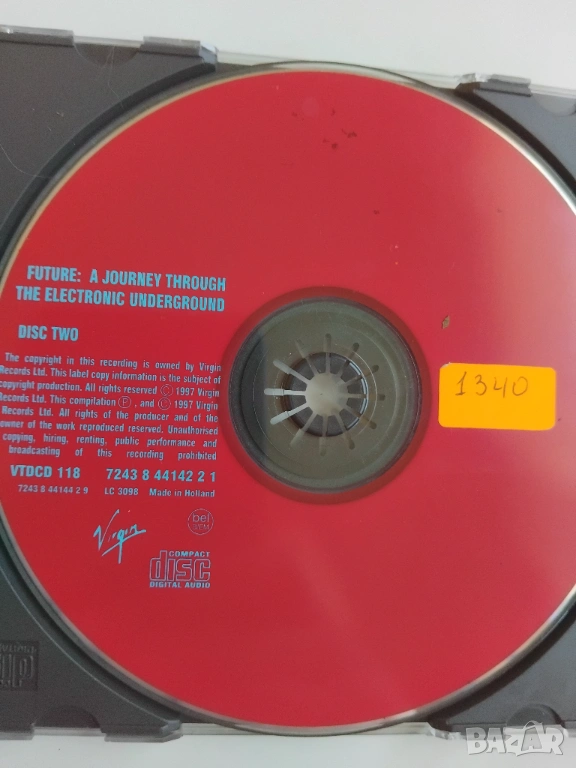 FUTURE: A JOURNEY THROUGH
THE ELECTRONIC UNDERGROUND
DISC TWO
The copyright in this recording is owned by Virgin
Records Ltd. This label copy information is the subject of
copyright protection. All rights reserved Ⓒ 1997 Virgin
Records Ltd. This compilation Ⓟ, and Ⓒ 1997 Virgin
Records Ltd. All rights of the producer and of the
owner of the work reproduced reserved. Unauthorised
copying, hiring, renting, public performance and
broadcasting of this recording prohibited
VTDCD 118 7243 8 44142 2 1
7243 8 44144 2 9 LC 3098 Made in Holland
1340
bel
Virgin
COMPACT
disc
DIGITAL AUDIO
BAZAR